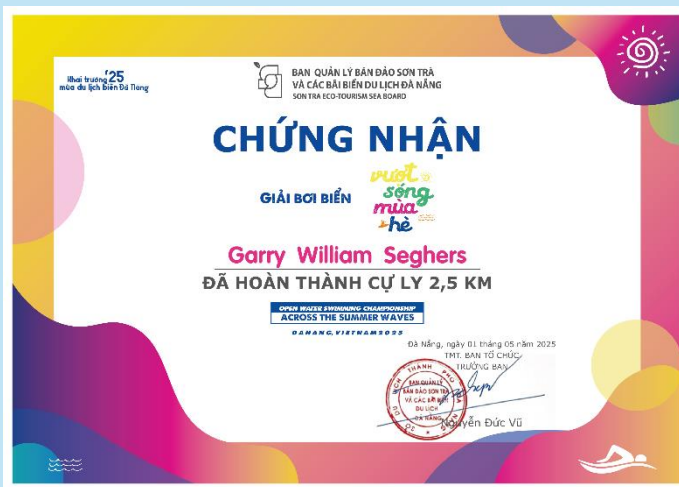 Khai trương '25
mùa du lịch biển Đà Nẵng
BAN QUẢN LÝ BÁN ĐẢO SƠN TRÀ
VÀ CÁC BÃI BIỂN DU LỊCH ĐÀ NẴNG
SON TRA ECO-TOURISM SEA BOARD
CHỨNG NHẬN
GIẢI BƠI BIỂN
vượt
sóng
mùa
hè
Garry William Seghers
ĐÃ HOÀN THÀNH CỰ LY 2,5 KM
OPEN WATER SWIMMING CHAMPIONSHIP
ACROSS THE SUMMER WAVES
DANANG, VIETNAM 2025
Đà Nẵng, ngày 01 tháng 05 năm 2025
TMT. BAN TỔ CHỨC
TRƯỞNG BAN
BAN QUẢN LÝ
BÁN ĐẢO SƠN TRÀ
VÀ CÁC BÃI BIỂN
DU LỊCH
ĐÀ NẴNG
Nguyễn Đức Vũ